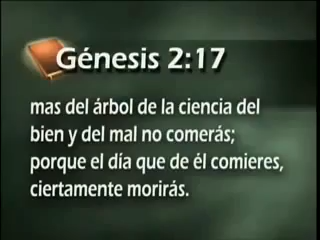 Génesis 2:17
mas del árbol de la ciencia del
bien y del mal no comerás;
porque el día que de él comieres,
ciertamente morirás.